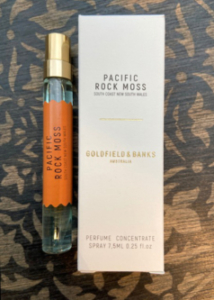 PACIFIC
ROCK MOSS
PACIFIC
ROCK MOSS
SOUTH COAST NEW SOUTH WALES
GOLDFIELD & BANKS
AUSTRALIA
PERFUME CONCENTRATE
SPRAY 7,5ML 0.25 fl.oz